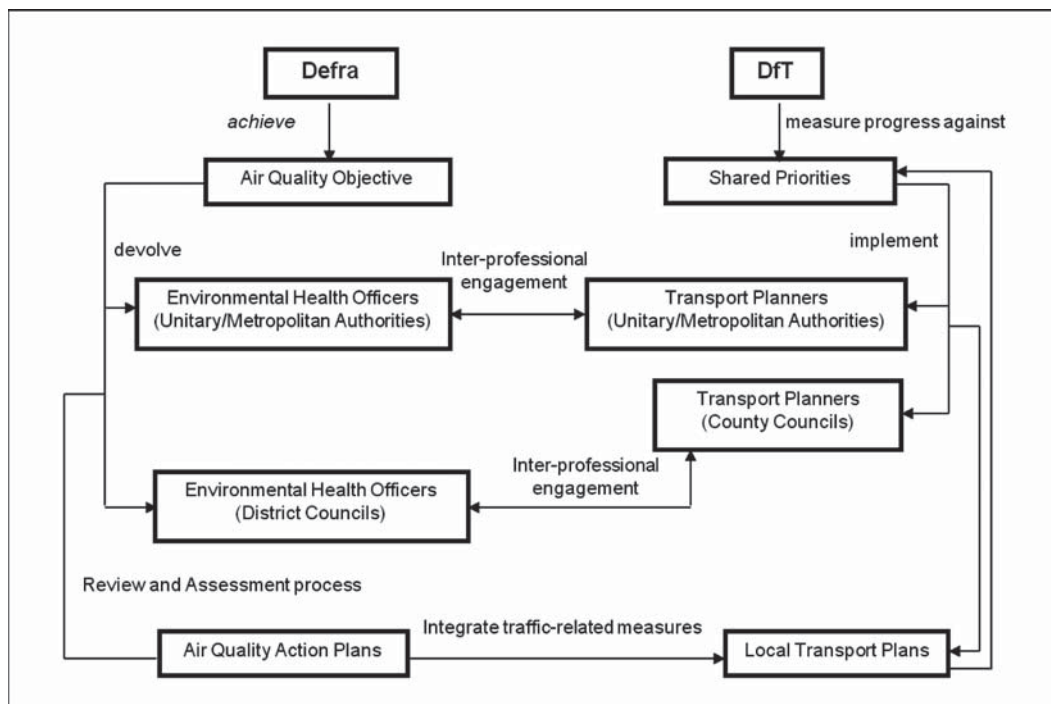 Defra
DfT
achieve
measure progress against
Air Quality Objective
Shared Priorities
devolve
implement
Inter-professional
engagement
Environmental Health Officers
(Unitary/Metropolitan Authorities)
Transport Planners
(Unitary/Metropolitan Authorities)
Transport Planners
(County Councils)
Inter-professional
engagement
Environmental Health Officers
(District Councils)
Review and Assessment process
Integrate traffic-related measures
Air Quality Action Plans
Local Transport Plans